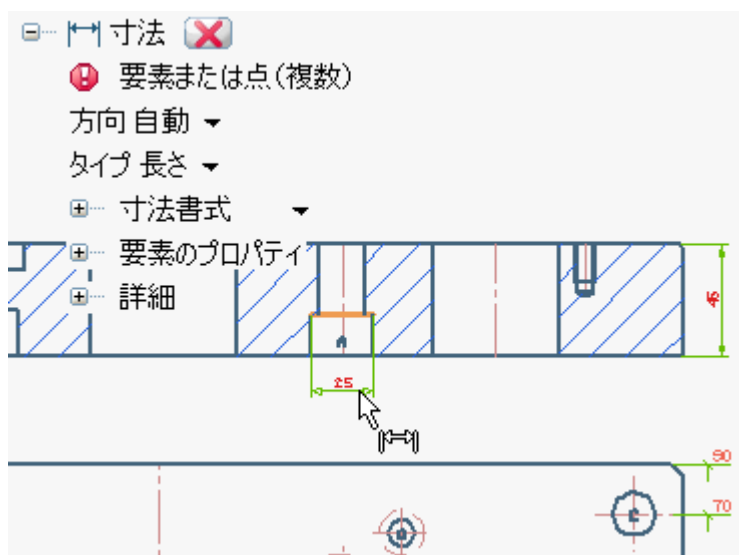 寸法
要素または点(複数)
方向 自動
タイプ 長さ
寸法書式
要素のプロパティ
詳細
45
25
90
70